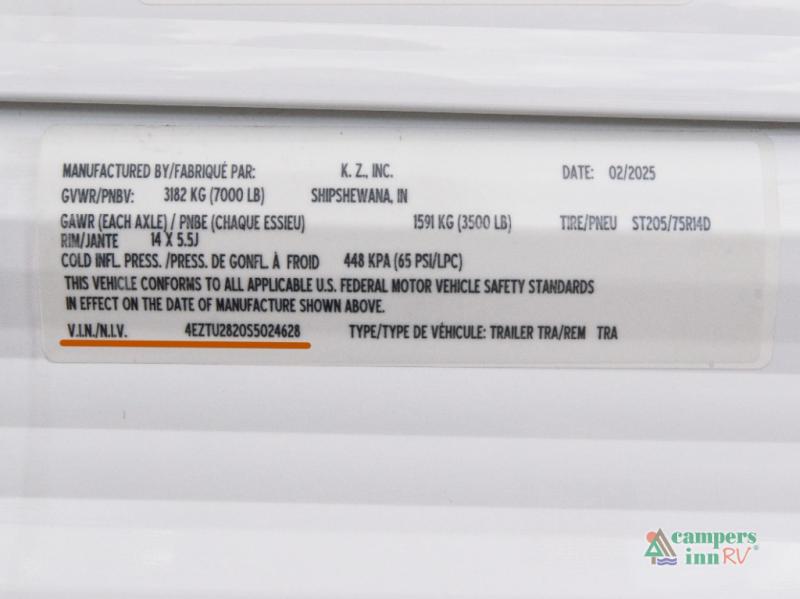 MANUFACTURED BY/FABRIQUÉ PAR: K. Z., INC. DATE: 02/2025
GVWR/PNBV: 3182 KG (7000 LB) SHIPSHEWANA, IN
GAWR (EACH AXLE) / PNBE (CHAQUE ESSIEU) 1591 KG (3500 LB) TIRE/PNEU ST205/75R14D
RIM/JANTE 14 X 5.5J
COLD INFL. PRESS. /PRESS. DE GONFL. À FROID 448 KPA (65 PSI/LPC)
THIS VEHICLE CONFORMS TO ALL APPLICABLE U.S. FEDERAL MOTOR VEHICLE SAFETY STANDARDS
IN EFFECT ON THE DATE OF MANUFACTURE SHOWN ABOVE.
V.I.N./N.I.V. 4EZTU2820S5024628 TYPE/TYPE DE VÉHICULE: TRAILER TRA/REM TRA
campers
inn RV®